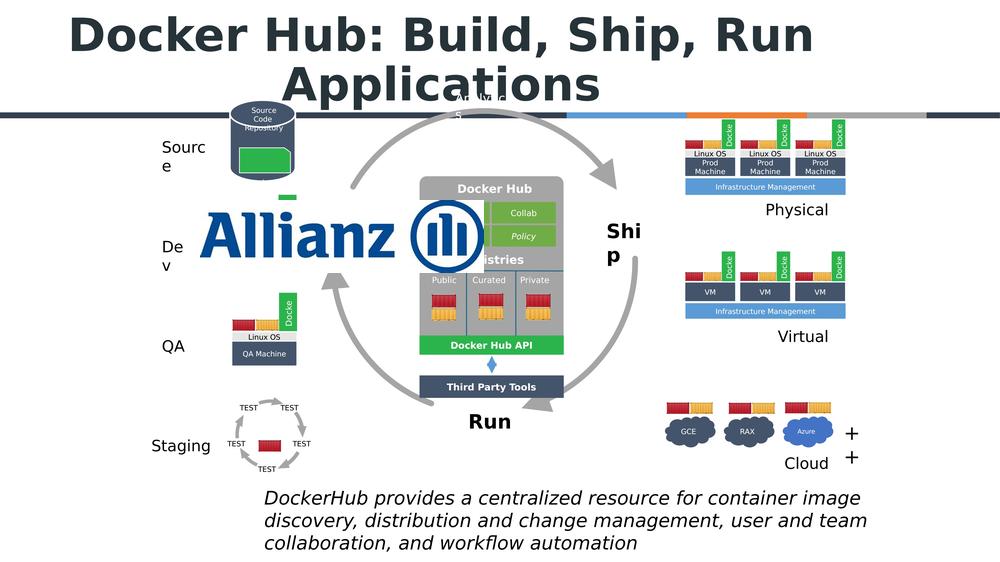 Docker Hub: Build, Ship, Run
Applications
Source
Code
Repository
Sourc
e
De
v
Allianz
QA
Docke
Linux OS
QA Machine
Staging
TEST
TEST
TEST
TEST
TEST
Docker Hub
Collab
Policy
istries
Public
Curated
Private
Docker Hub API
Third Party Tools
Run
Shi
p
Docke
Docke
Docke
Linux OS
Linux OS
Linux OS
Prod
Machine
Prod
Machine
Prod
Machine
Infrastructure Management
Physical
Docke
Docke
Docke
VM
VM
VM
Infrastructure Management
Virtual
GCE
RAX
Azure
+
+
Cloud
DockerHub provides a centralized resource for container image
discovery, distribution and change management, user and team
collaboration, and workflow automation